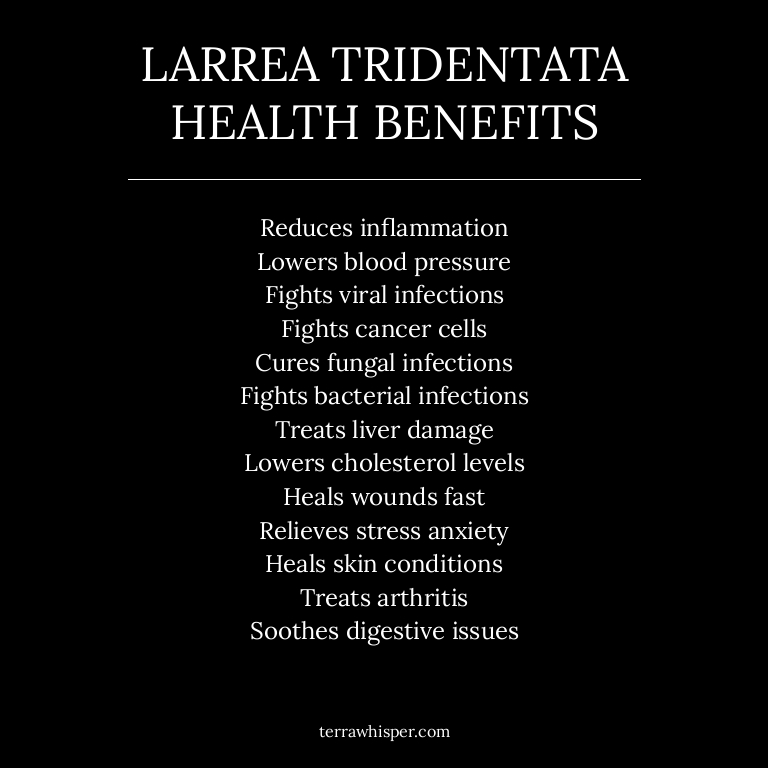 LARREA TRIDENTATA
HEALTH BENEFITS
Reduces inflammation
Lowers blood pressure
Fights viral infections
Fights cancer cells
Cures fungal infections
Fights bacterial infections
Treats liver damage
Lowers cholesterol levels
Heals wounds fast
Relieves stress anxiety
Heals skin conditions
Treats arthritis
Soothes digestive issues
terrawhisper.com